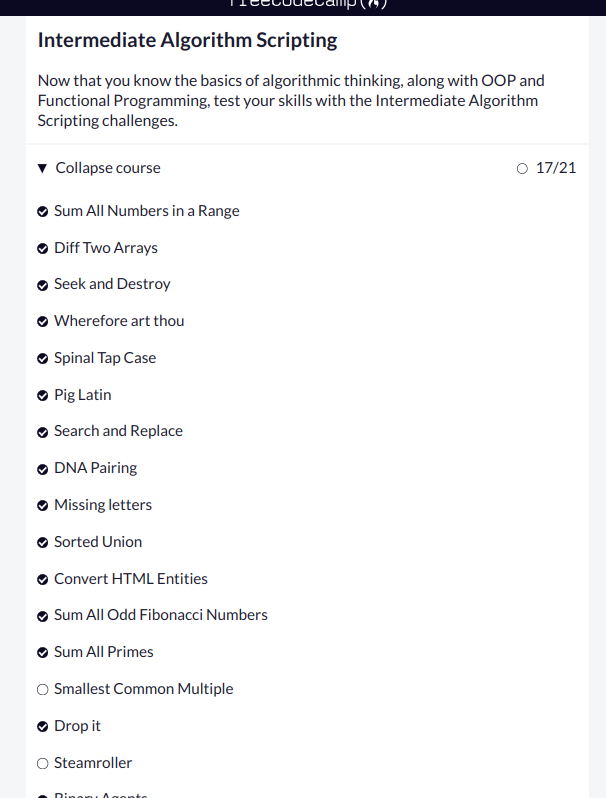 freeCodeCamp(🔥)
Intermediate Algorithm Scripting
Now that you know the basics of algorithmic thinking, along with OOP and
Functional Programming, test your skills with the Intermediate Algorithm
Scripting challenges.
Collapse course 17/21
Sum All Numbers in a Range
Diff Two Arrays
Seek and Destroy
Wherefore art thou
Spinal Tap Case
Pig Latin
Search and Replace
DNA Pairing
Missing letters
Sorted Union
Convert HTML Entities
Sum All Odd Fibonacci Numbers
Sum All Primes
Smallest Common Multiple
Drop it
Steamroller
Binary Agents